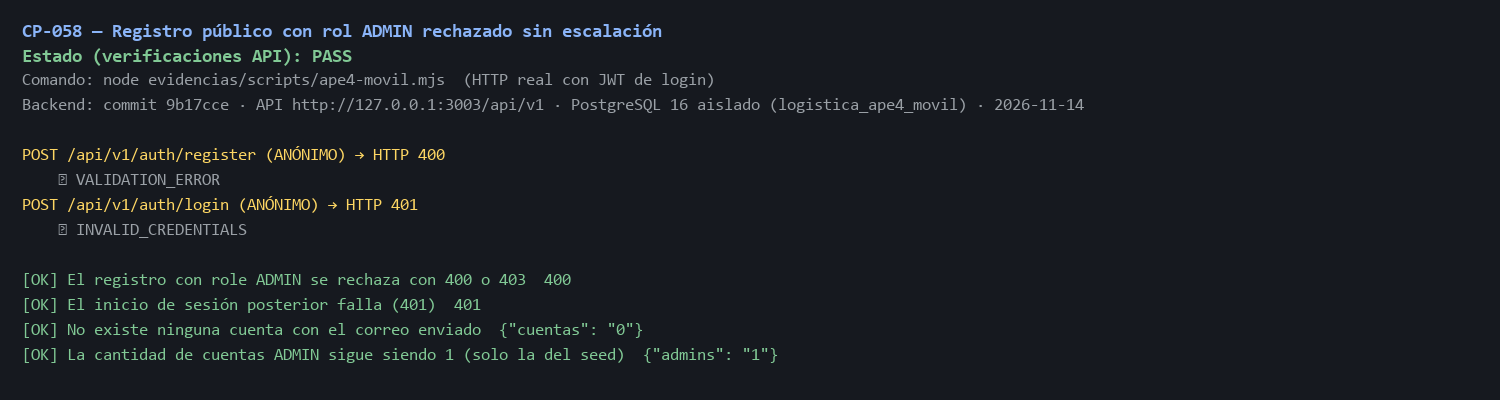 CP-058 — Registro público con rol ADMIN rechazado sin escalación
Estado (verificaciones API): PASS
Comando: node evidencias/scripts/ape4-movil.mjs  (HTTP real con JWT de login)
Backend: commit 9b17cce · API http://127.0.0.1:3003/api/v1 · PostgreSQL 16 aislado (logistica_ape4_movil) · 2026-11-14
POST /api/v1/auth/register (ANÓNIMO) → HTTP 400
VALIDATION_ERROR
POST /api/v1/auth/login (ANÓNIMO) → HTTP 401
INVALID_CREDENTIALS
[OK] El registro con role ADMIN se rechaza con 400 o 403  400
[OK] El inicio de sesión posterior falla (401)  401
[OK] No existe ninguna cuenta con el correo enviado  {"cuentas": "0"}
[OK] La cantidad de cuentas ADMIN sigue siendo 1 (solo la del seed)  {"admins": "1"}